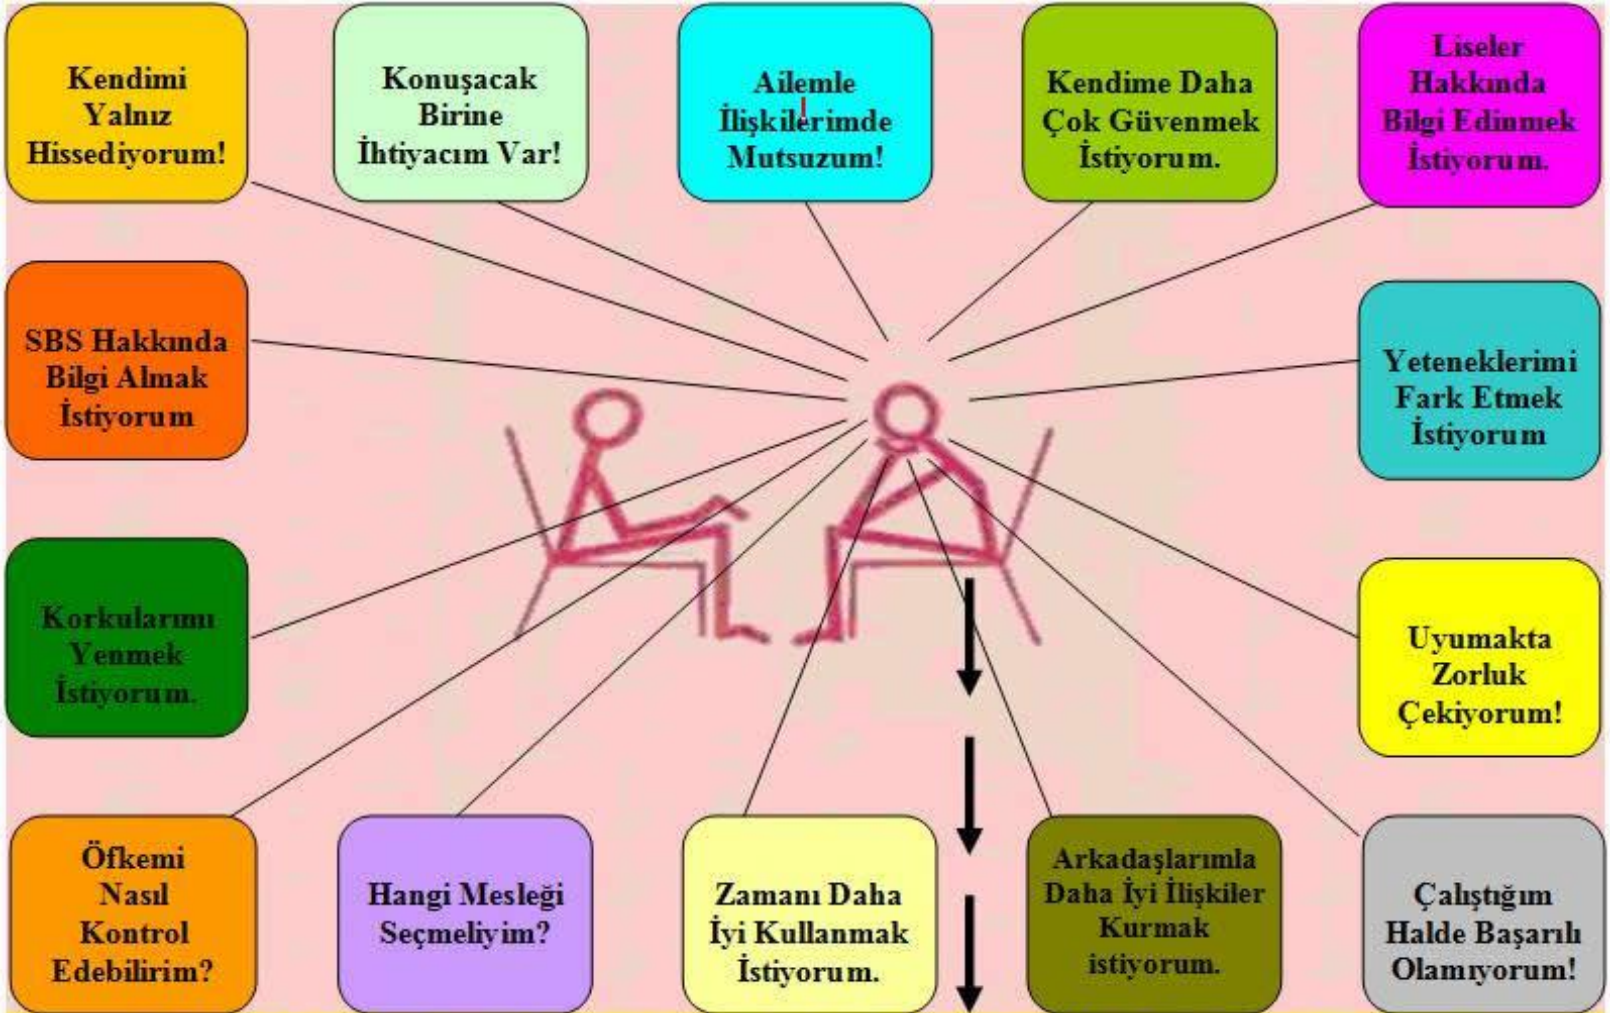 Kendimi
Yalnız
Hissediyorum!
Konuşacak
Birine
İhtiyacım Var!
Ailemle
İlişkilerimde
Mutsuzum!
Kendime Daha
Çok Güvenmek
İstiyorum.
Liseler
Hakkında
Bilgi Edinmek
İstiyorum.
SBS Hakkında
Bilgi Almak
İstiyorum
Yeteneklerimi
Fark Etmek
İstiyorum
Korkularımı
Yenmek
İstiyorum.
Uyumakta
Zorluk
Çekiyorum!
Öfkemi
Nasıl
Kontrol
Edebilirim?
Hangi Mesleği
Seçmeliyim?
Zamanı Daha
İyi Kullanmak
İstiyorum.
Arkadaşlarımla
Daha İyi İlişkiler
Kurmak
istiyorum.
Çalıştığım
Halde Başarılı
Olamıyorum!